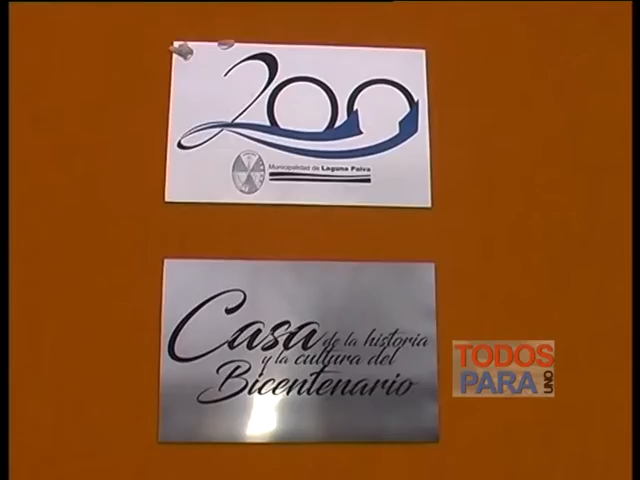 200
Municipalidad de Laguna Paiva
Casa de la historia
y la cultura del
Bicentenario
TODOS
PARA UNO